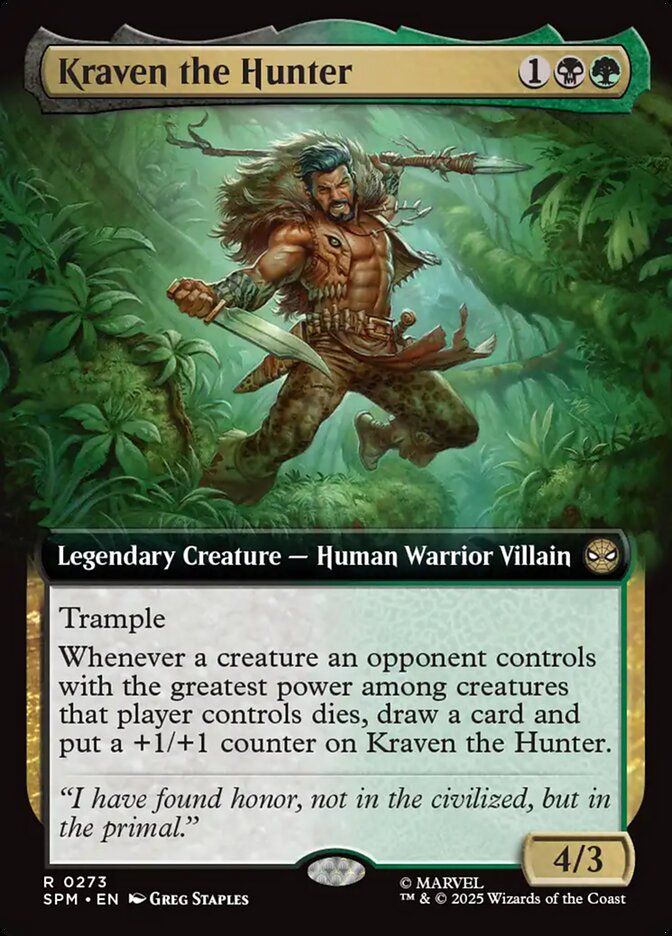 Kraven the Hunter 1
Legendary Creature — Human Warrior Villain
Trample
Whenever a creature an opponent controls
with the greatest power among creatures
that player controls dies, draw a card and
put a +1/+1 counter on Kraven the Hunter.
“I have found honor, not in the civilized, but in
the primal.”
4/3
R 0273
SPM • EN Greg Staples
© MARVEL
™ & © 2025 Wizards of the Coast